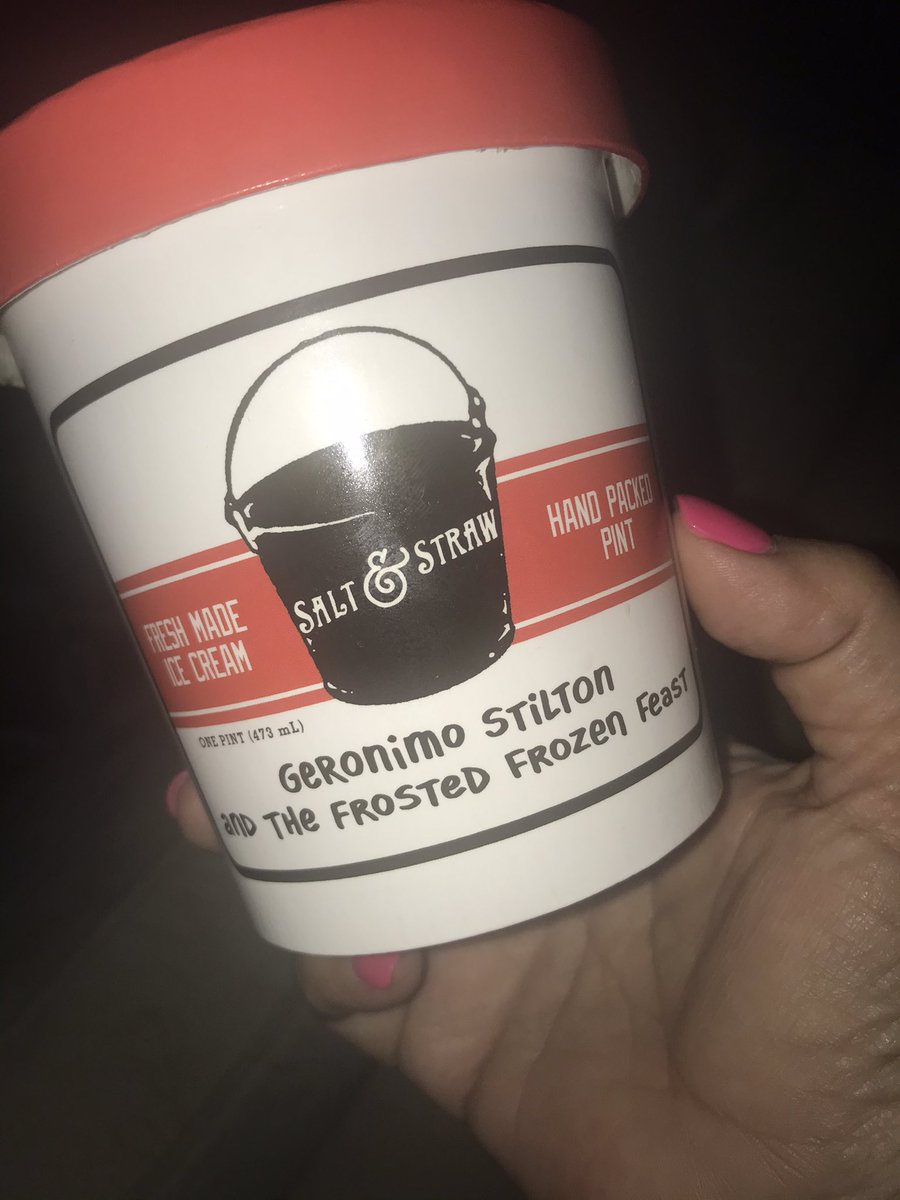 SALT & STRAW
FRESH MADE
ICE CREAM
HAND PACKED
PINT
ONE PINT (473 mL)
GERONIMO STILTON
AND THE FROSTED FROZEN FEAST